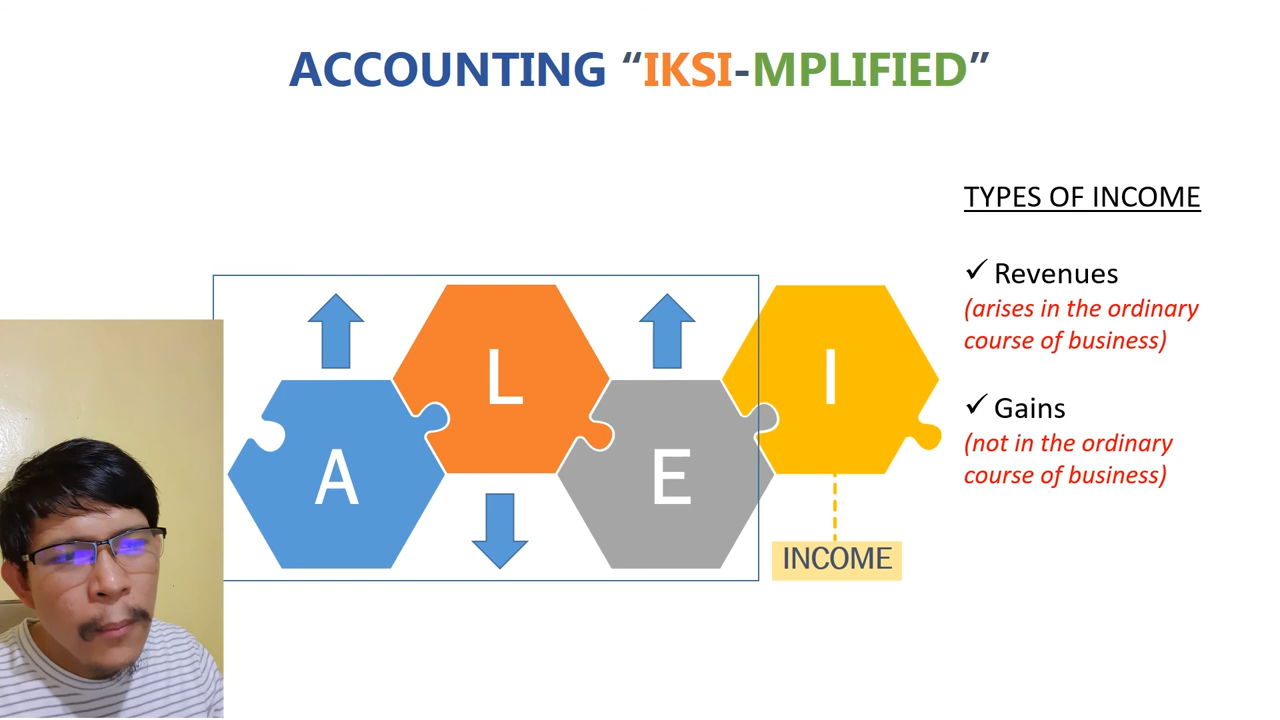 ACCOUNTING “IKSI-MPLIFIED”
TYPES OF INCOME
✓ Revenues
(arises in the ordinary
course of business)
✓ Gains
(not in the ordinary
course of business)
A
L
E
I
INCOME